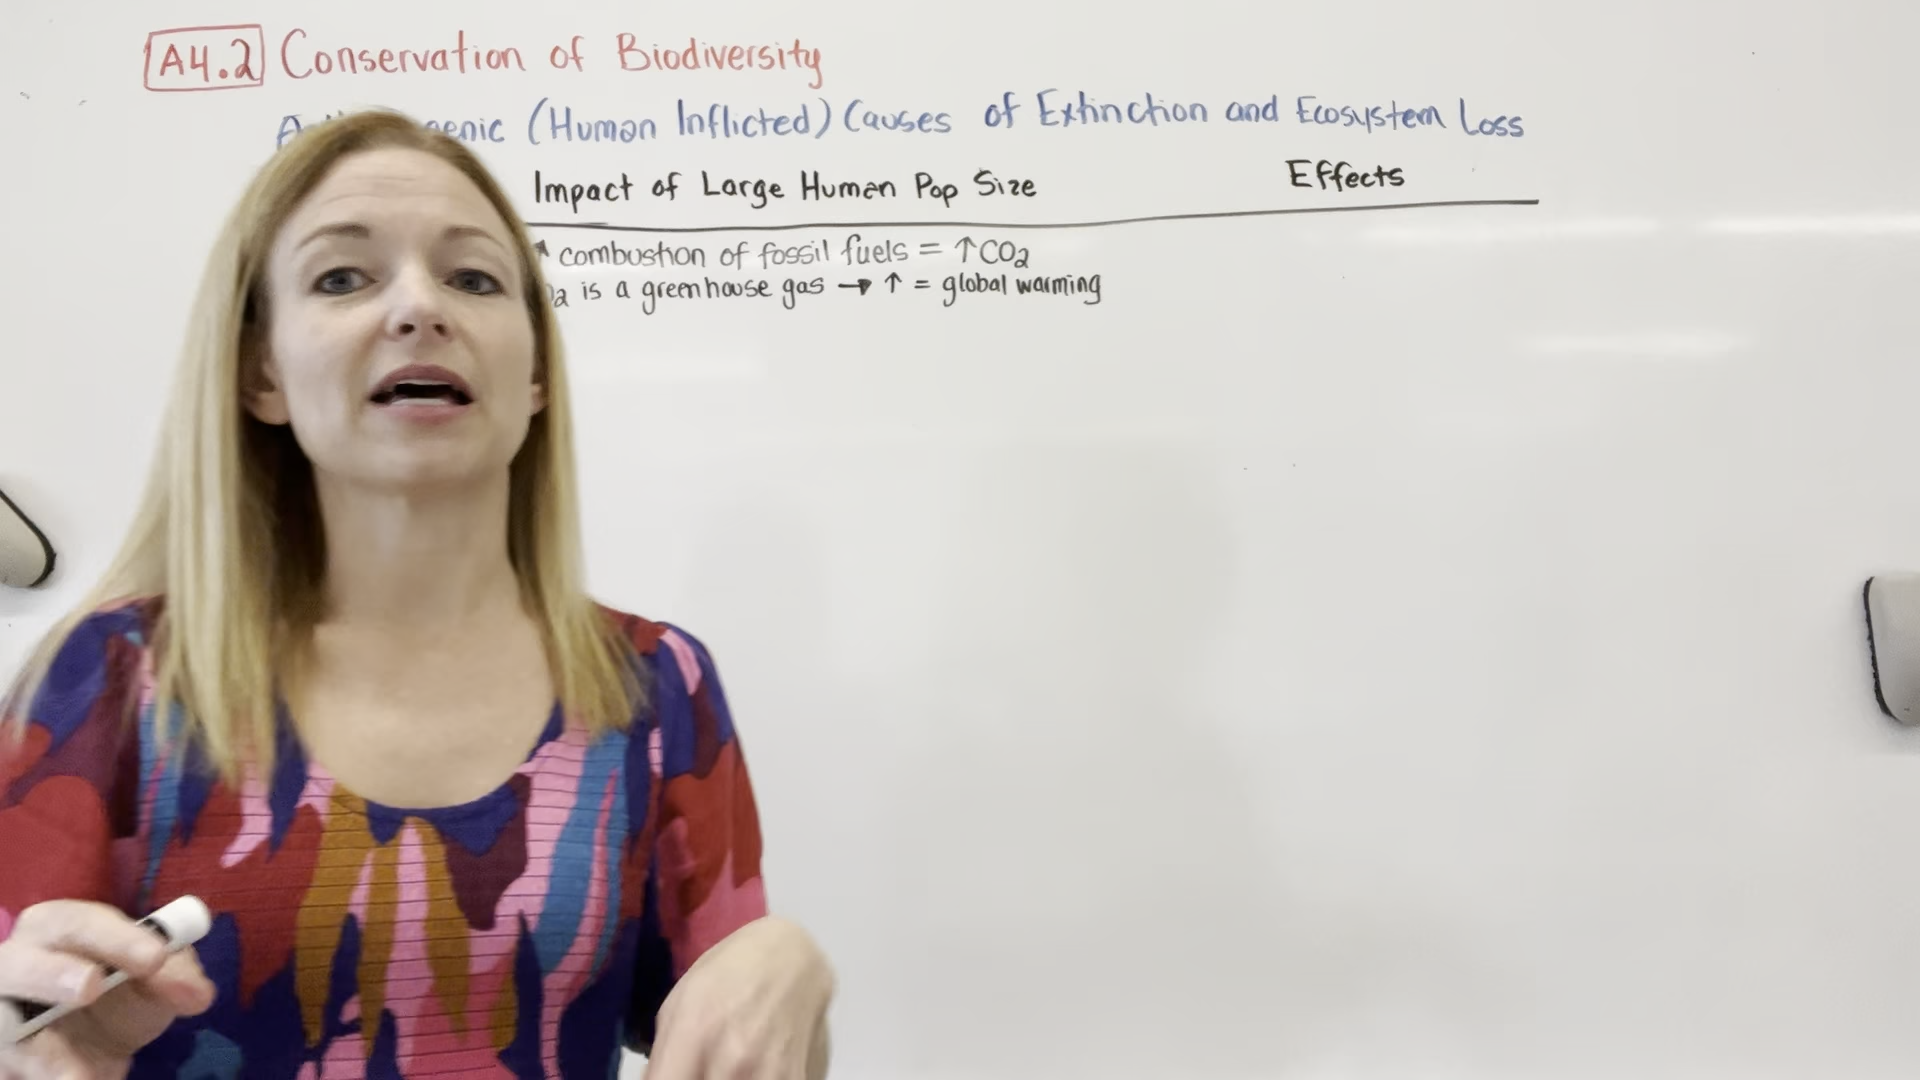 A4.2 Conservation of Biodiversity
(Human Inflicted) Causes of Extinction and Ecosystem Loss
Impact of Large Human Pop Size Effects
combustion of fossil fuels = ↑CO2
is a greenhouse gas → ↑ = global warming